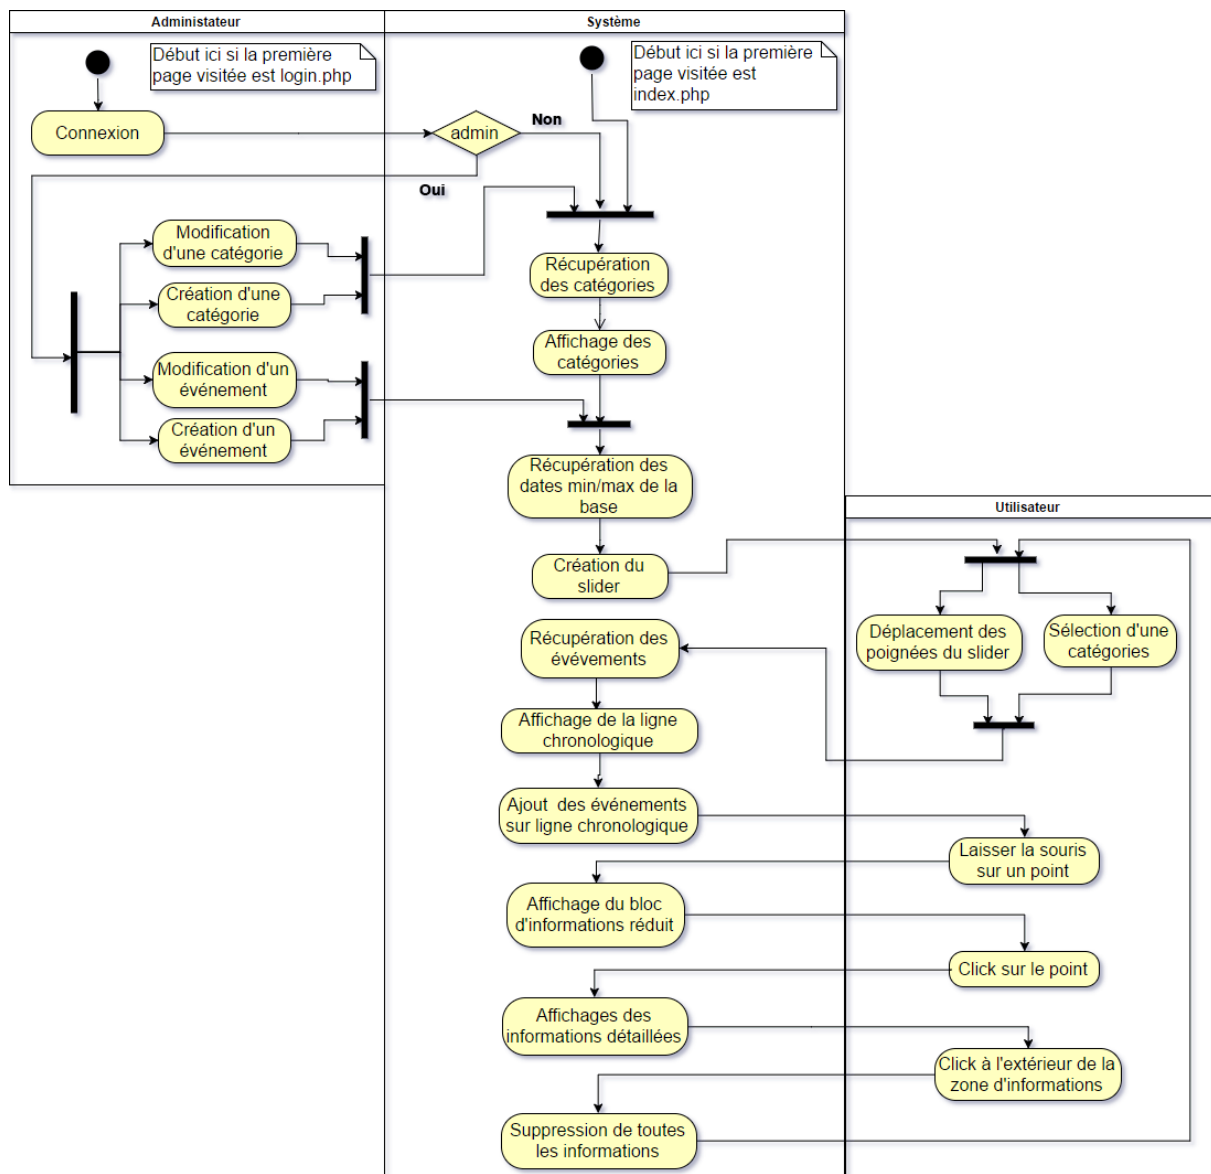 Administateur
Système
Utilisateur
Début ici si la première
page visitée est login.php
Début ici si la première
page visitée est
index.php
Connexion
admin
Non
Oui
Modification
d'une catégorie
Création d'une
catégorie
Modification d'un
événement
Création d'un
événement
Récupération
des catégories
Affichage des
catégories
Récupération des
dates min/max de la
base
Création du
slider
Déplacement des
poignées du slider
Sélection d'une
catégories
Récupération des
évévements
Affichage de la ligne
chronologique
Ajout des événements
sur ligne chronologique
Laisser la souris
sur un point
Affichage du bloc
d'informations réduit
Click sur le point
Affichages des
informations détaillées
Click à l'extérieur de la
zone d'informations
Suppression de toutes
les informations